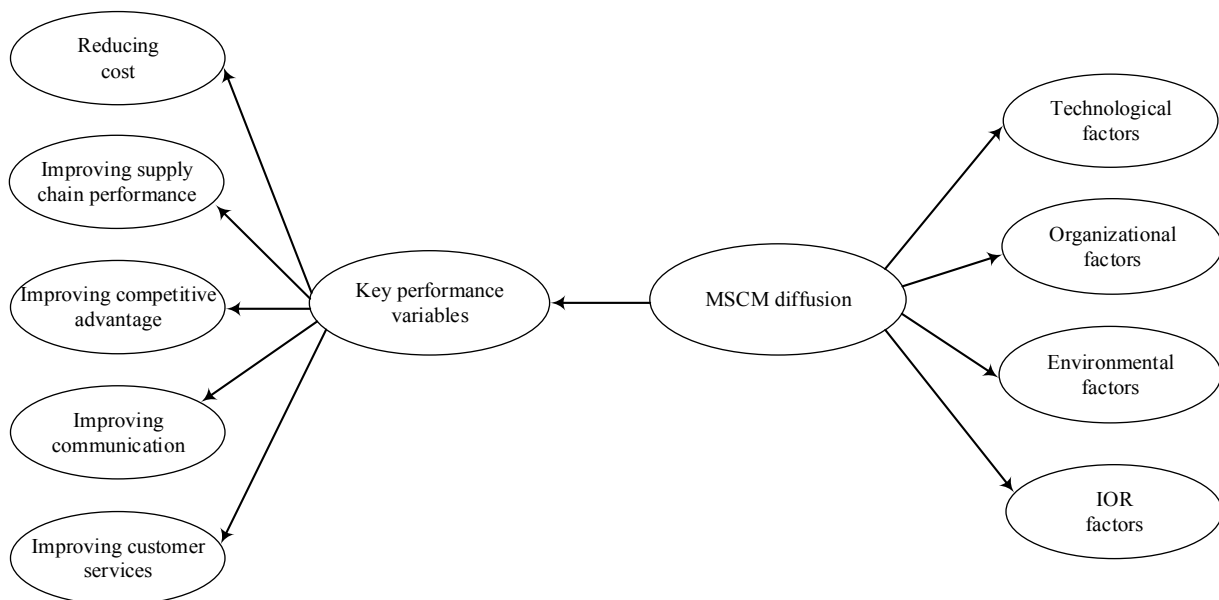 Reducing
cost
Improving supply
chain performance
Improving competitive
advantage
Improving
communication
Improving customer
services
Key performance
variables
MSCM diffusion
Technological
factors
Organizational
factors
Environmental
factors
IOR
factors